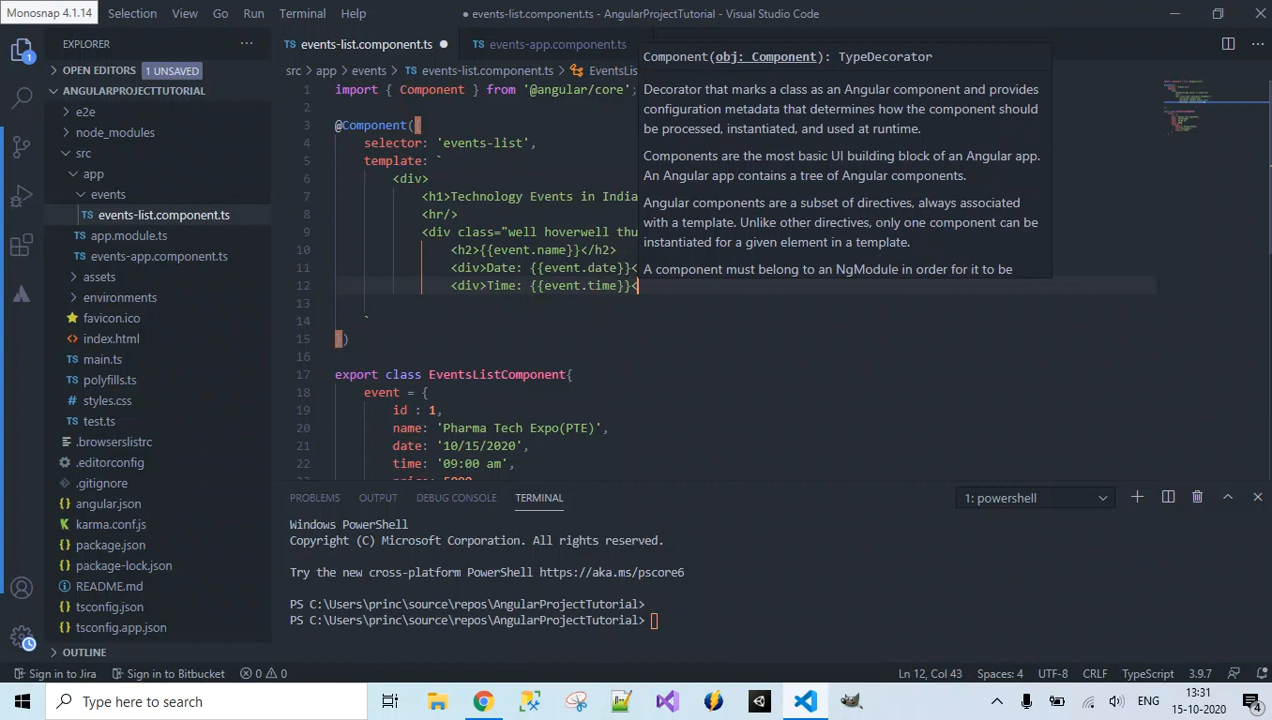 Monosnap 4.1.14 Selection View Go Run Terminal Help events-list.component.ts - AngularProjectTutorial - Visual Studio Code
EXPLORER
OPEN EDITORS 1 UNSAVED
ANGULARPROJECTTUTORIAL
e2e
node_modules
src
app
events
TS events-list.component.ts
TS app.module.ts
TS events-app.component.ts
assets
environments
favicon.ico
<> index.html
TS main.ts
TS polyfills.ts
TS styles.css
TS test.ts
.browserslistrc
.editorconfig
.gitignore
{} angular.json
karma.conf.js
{} package.json
{} package-lock.json
README.md
{} tsconfig.json
{} tsconfig.app.json
OUTLINE
TS events-list.component.ts TS events-app.component.ts
src > app > events > TS events-list.component.ts > EventsLis
1 import { Component } from '@angular/core';
2
3 @Component({
4 selector: 'events-list',
5 template: `
6 <div>
7 <h1>Technology Events in India
8 <hr/>
9 <div class="well hoverwell thu
10 <h2>{{event.name}}</h2>
11 <div>Date: {{event.date}}<
12 <div>Time: {{event.time}}<
13
14 `
15 })
16
17 export class EventsListComponent{
18 event = {
19 id : 1,
20 name: 'Pharma Tech Expo(PTE)',
21 date: '10/15/2020',
22 time: '09:00 am',
Component(obj: Component): TypeDecorator
Decorator that marks a class as an Angular component and provides
configuration metadata that determines how the component should
be processed, instantiated, and used at runtime.
Components are the most basic UI building block of an Angular app.
An Angular app contains a tree of Angular components.
Angular components are a subset of directives, always associated
with a template. Unlike other directives, only one component can be
instantiated for a given element in a template.
A component must belong to an NgModule in order for it to be
PROBLEMS OUTPUT DEBUG CONSOLE TERMINAL 1: powershell
Windows PowerShell
Copyright (C) Microsoft Corporation. All rights reserved.
Try the new cross-platform PowerShell https://aka.ms/pscore6
PS C:\Users\princ\source\repos\AngularProjectTutorial>
PS C:\Users\princ\source\repos\AngularProjectTutorial>
Sign in to Jira Sign in to Bitbucket 0 0 Ln 12, Col 43 Spaces: 4 UTF-8 CRLF TypeScript 3.9.7
Type here to search ENG 13:31
15-10-2020 4